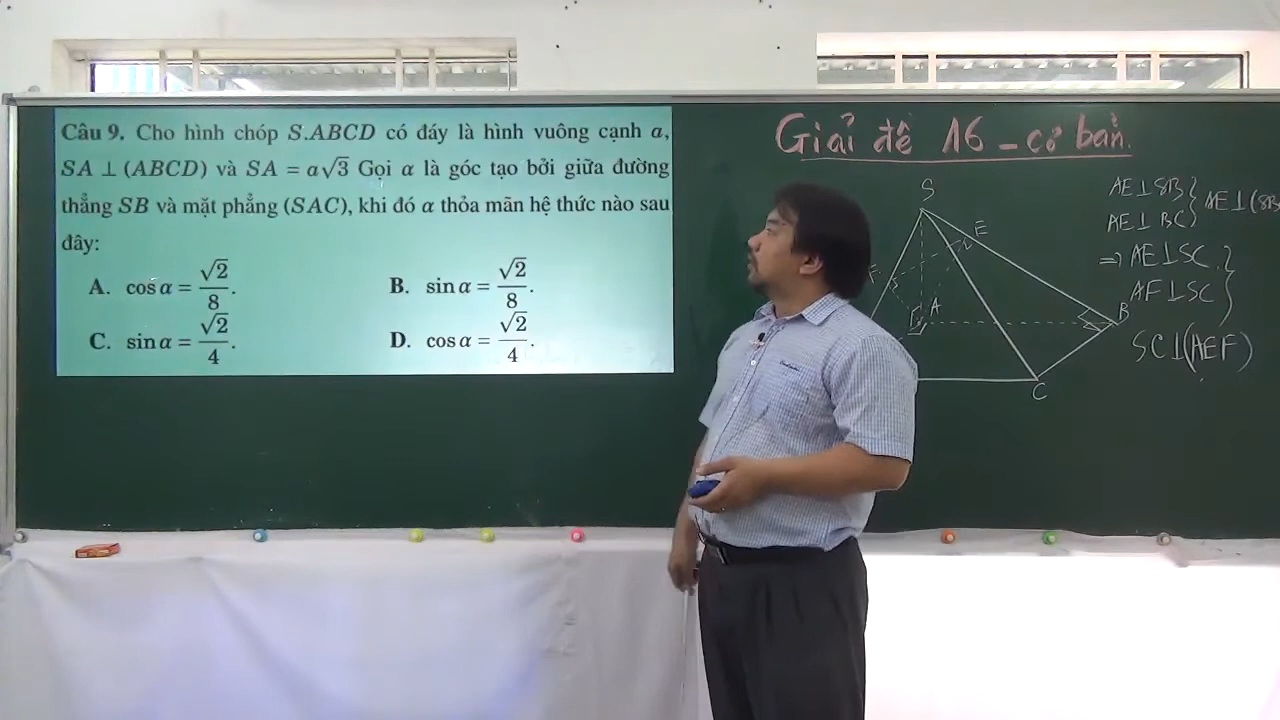 Câu 9. Cho hình chóp S.ABCD có đáy là hình vuông cạnh a,
SA ⊥ (ABCD) và SA = a√3 Gọi α là góc tạo bởi giữa đường
thẳng SB và mặt phẳng (SAC), khi đó α thỏa mãn hệ thức nào sau
đây:
A. cos α = √2/8. B. sin α = √2/8.
C. sin α = √2/4. D. cos α = √2/4.
Giải đề 16 - cơ bản.
S
E
F
A
B
C
AE ⊥ SB
AE ⊥ BC
} AE ⊥ (SB
⇒ AE ⊥ SC
AF ⊥ SC
}
SC ⊥ (AEF)